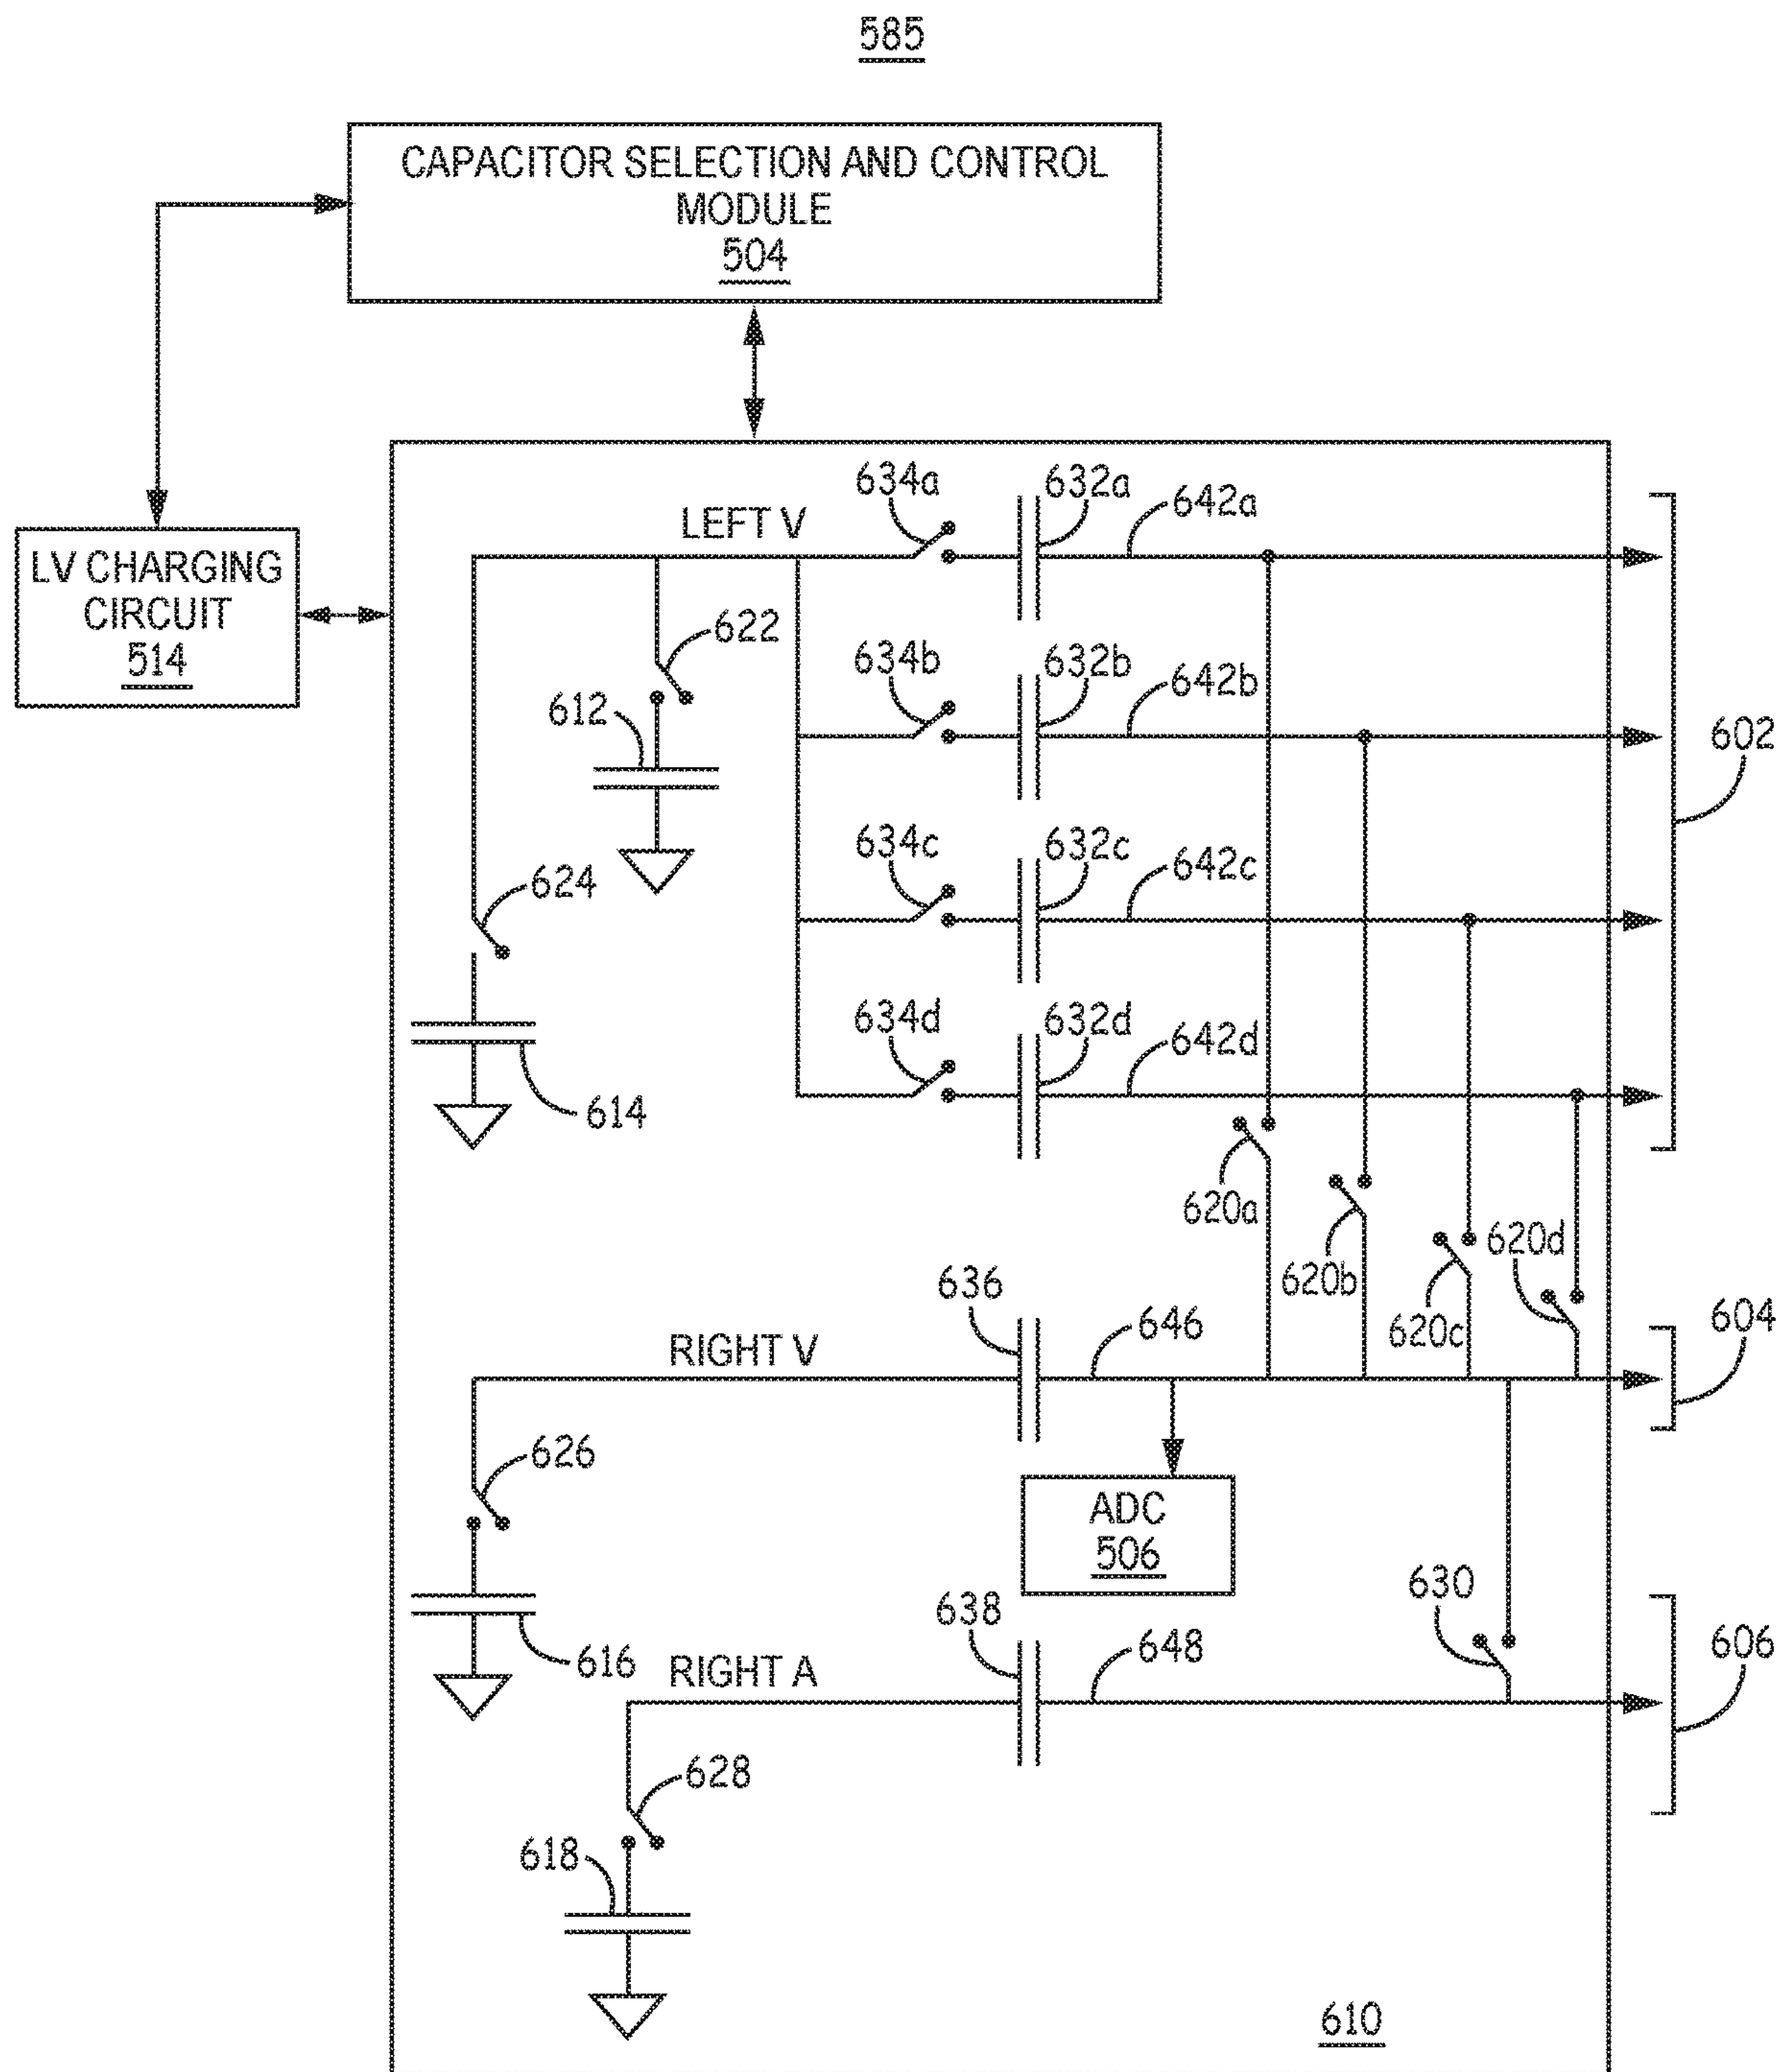 585
CAPACITOR SELECTION AND CONTROL
MODULE
504
LV CHARGING
CIRCUIT
514
LEFT V
634a
632a
642a
622
612
634b
632b
642b
602
624
634c
632c
642c
614
634d
632d
642d
620a
620b
620c
620d
636
646
604
RIGHT V
626
616
ADC
506
638
648
630
606
RIGHT A
628
618
610